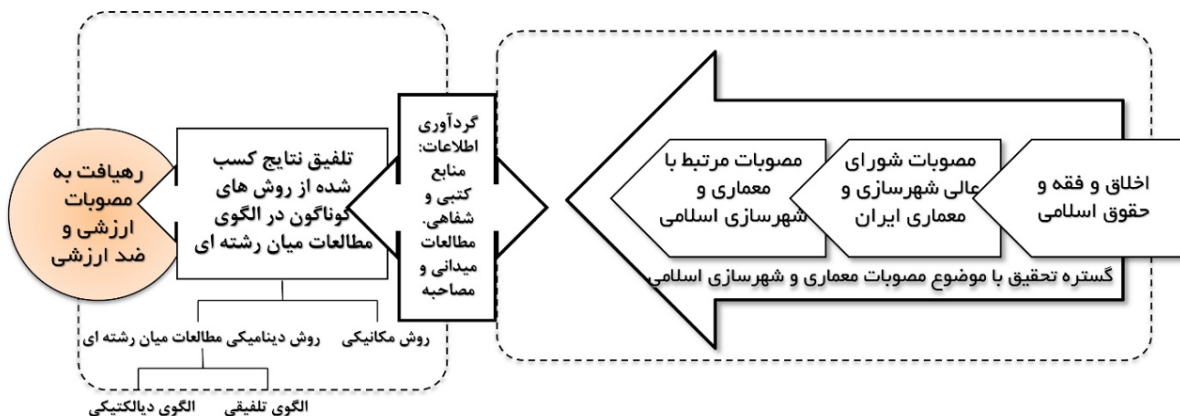 اخلاق و فقه و
حقوق اسلامی
مصوبات شورای
عالی شهرسازی و
معماری ایران
مصوبات مرتبط با
معماری و
شهرسازی اسلامی
گستره تحقیق با موضوع مصوبات معماری و شهرسازی اسلامی
گردآوری
اطلاعات:
منابع
کتبی و
شفاهی.
مطالعات
میدانی و
مصاحبه
تلفیق نتایج کسب
شده از روش های
گوناگون در الگوی
مطالعات میان رشته ای
رهیافت به
مصوبات
ارزشی و
ضد ارزشی
روش مکانیکی
روش دینامیکی مطالعات میان رشته ای
الگوی تلفیقی
الگوی دیالکتیکی